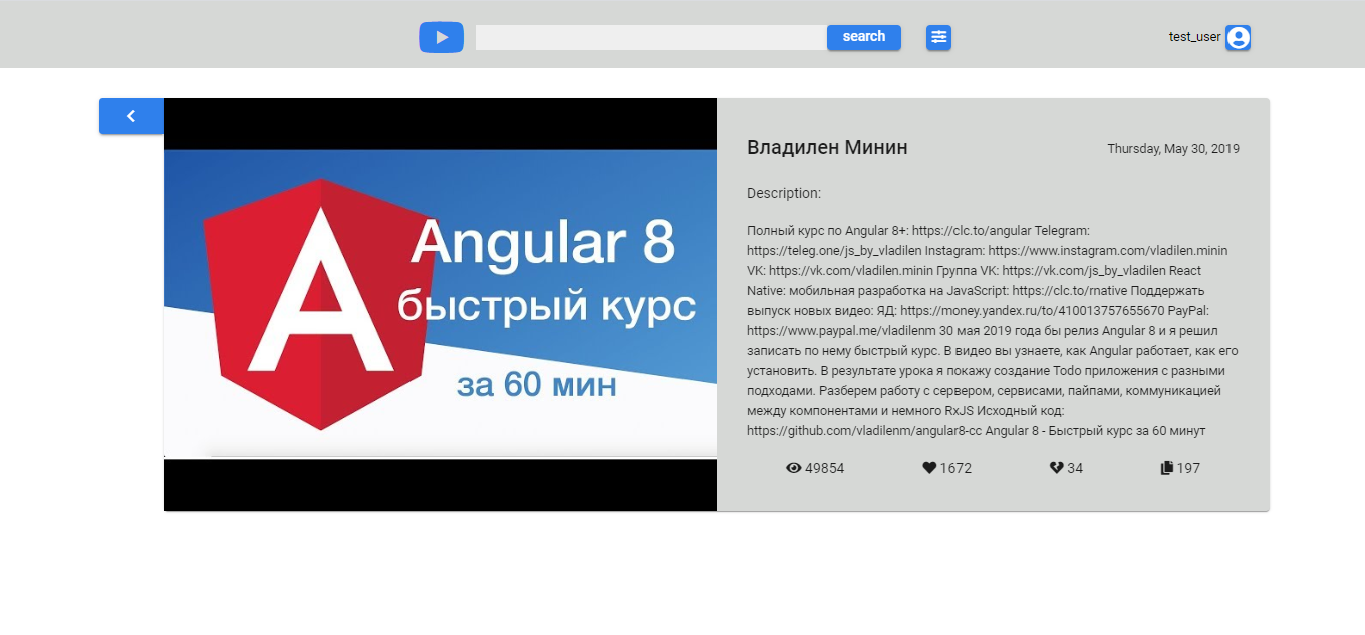 search
test_user
Angular 8
быстрый курс
за 60 мин
Владилен Минин
Thursday, May 30, 2019
Description:
Полный курс по Angular 8+: https://clc.to/angular Telegram:
https://teleg.one/js_by_vladilen Instagram: https://www.instagram.com/vladilen.minin
VK: https://vk.com/vladilen.minin Группа VK: https://vk.com/js_by_vladilen React
Native: мобильная разработка на JavaScript: https://clc.to/rnative Поддержать
выпуск новых видео: ЯД: https://money.yandex.ru/to/410013757655670 PayPal:
https://www.paypal.me/vladilenm 30 мая 2019 года бы релиз Angular 8 и я решил
записать по нему быстрый курс. В видео вы узнаете, как Angular работает, как его
установить. В результате урока я покажу создание Todo приложения с разными
подходами. Разберем работу с сервером, сервисами, пайпами, коммуникацией
между компонентами и немного RxJS Исходный код:
https://github.com/vladilenm/angular8-cc Angular 8 - Быстрый курс за 60 минут
49854
1672
34
197